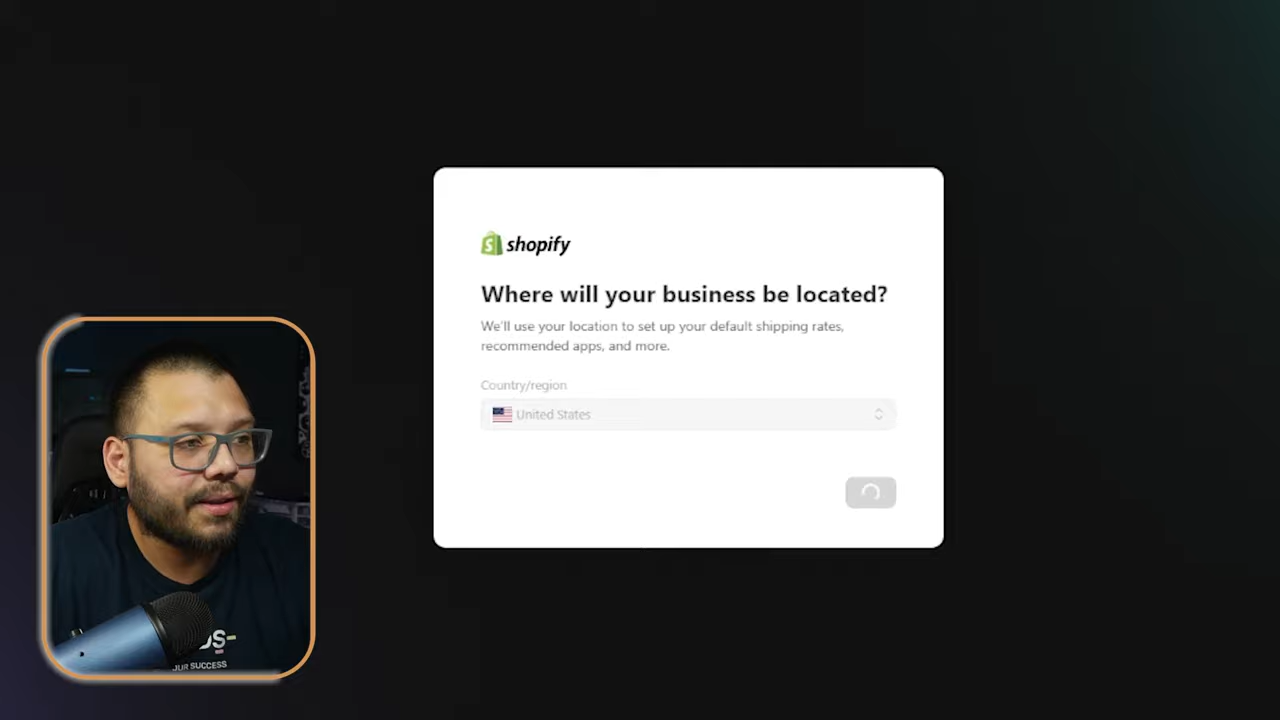 shopify
Where will your business be located?
We'll use your location to set up your default shipping rates,
recommended apps, and more.
Country/region
United States
SUCCESS